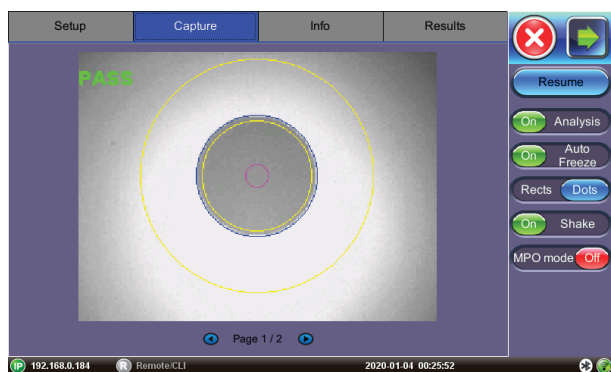 Setup Capture Info Results
PASS
Resume
On Analysis
On Auto Freeze
Rects Dots
On Shake
MPO mode Off
Page 1 / 2
IP 192.168.0.184 R Remote/CLI 2020-01-04 00:25:52